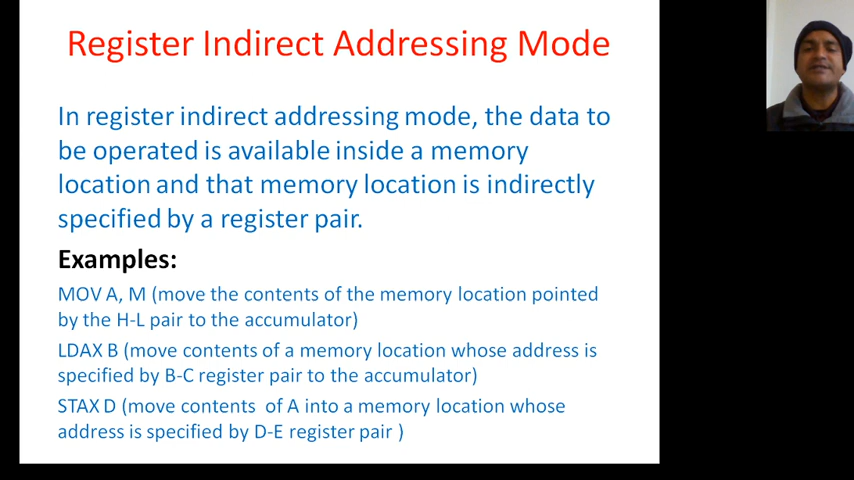 Register Indirect Addressing Mode
In register indirect addressing mode, the data to
be operated is available inside a memory
location and that memory location is indirectly
specified by a register pair.
Examples:
MOV A, M (move the contents of the memory location pointed
by the H-L pair to the accumulator)
LDAX B (move contents of a memory location whose address is
specified by B-C register pair to the accumulator)
STAX D (move contents  of A into a memory location whose
address is specified by D-E register pair )